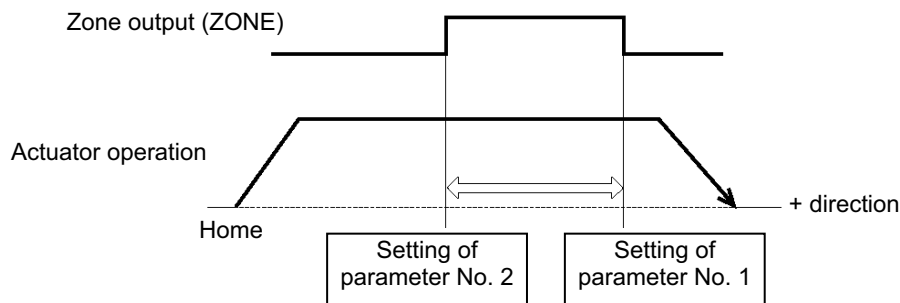 Zone output (ZONE)
Actuator operation
Home
+ direction
Setting of
parameter No. 2
Setting of
parameter No. 1